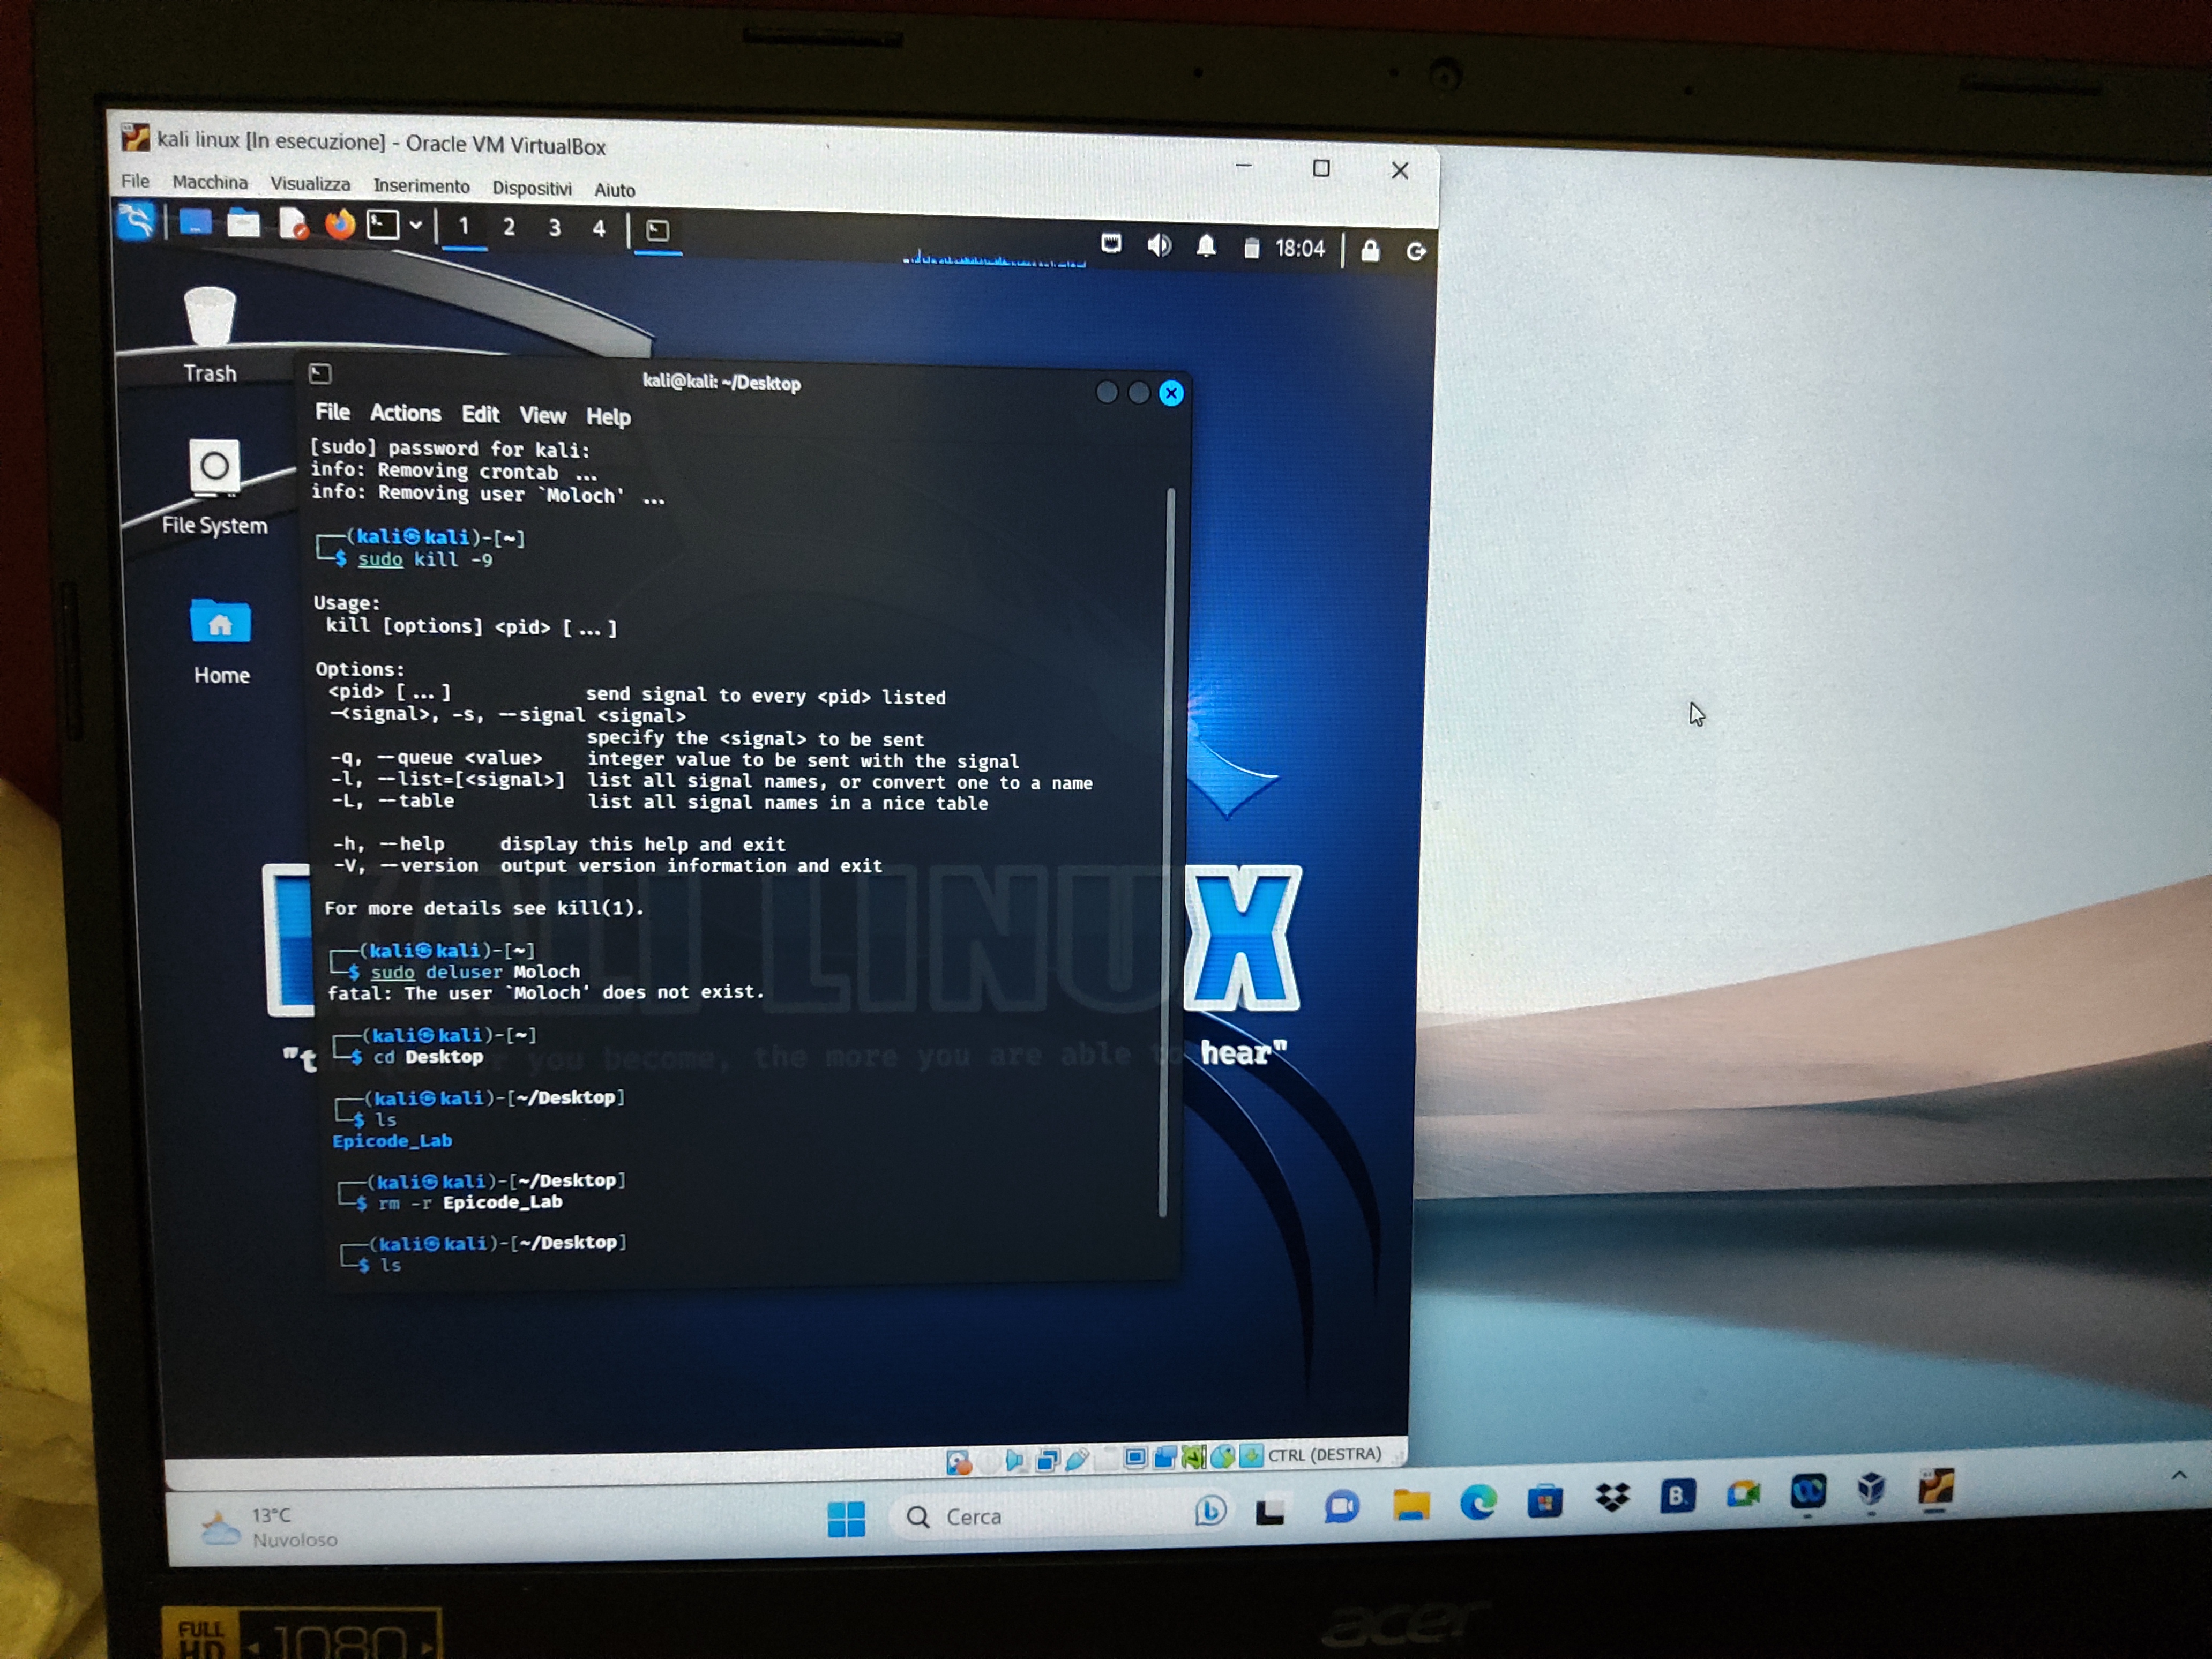 kali linux [In esecuzione] - Oracle VM VirtualBox
File Macchina Visualizza Inserimento Dispositivi Aiuto
1 2 3 4 18:04
Trash
File System
Home
kali@kali: ~/Desktop
File Actions Edit View Help
[sudo] password for kali:
info: Removing crontab ...
info: Removing user `Moloch' ...
┌──(kali㉿kali)-[~]
└─$ sudo kill -9
Usage:
kill [options] <pid> [...]
Options:
<pid> [...] send signal to every <pid> listed
-<signal>, -s, --signal <signal>
specify the <signal> to be sent
-q, --queue <value> integer value to be sent with the signal
-l, --list=[<signal>] list all signal names, or convert one to a name
-L, --table list all signal names in a nice table
-h, --help display this help and exit
-V, --version output version information and exit
For more details see kill(1).
┌──(kali㉿kali)-[~]
└─$ sudo deluser Moloch
fatal: The user `Moloch' does not exist.
┌──(kali㉿kali)-[~]
└─$ cd Desktop
┌──(kali㉿kali)-[~/Desktop]
└─$ ls
Epicode_Lab
┌──(kali㉿kali)-[~/Desktop]
└─$ rm -r Epicode_Lab
┌──(kali㉿kali)-[~/Desktop]
└─$ ls
KALI LINUX
you become, the more you are able to hear"
CTRL (DESTRA)
13°C
Nuvoloso
Cerca
B.
FULL
HD 1080
acer